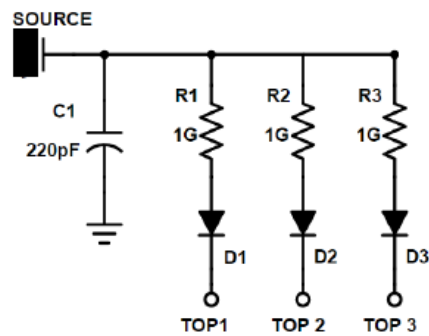 SOURCE
R1 R2 R3
C1 1G 1G 1G
220pF
D1 D2 D3
TOP1 TOP 2 TOP 3